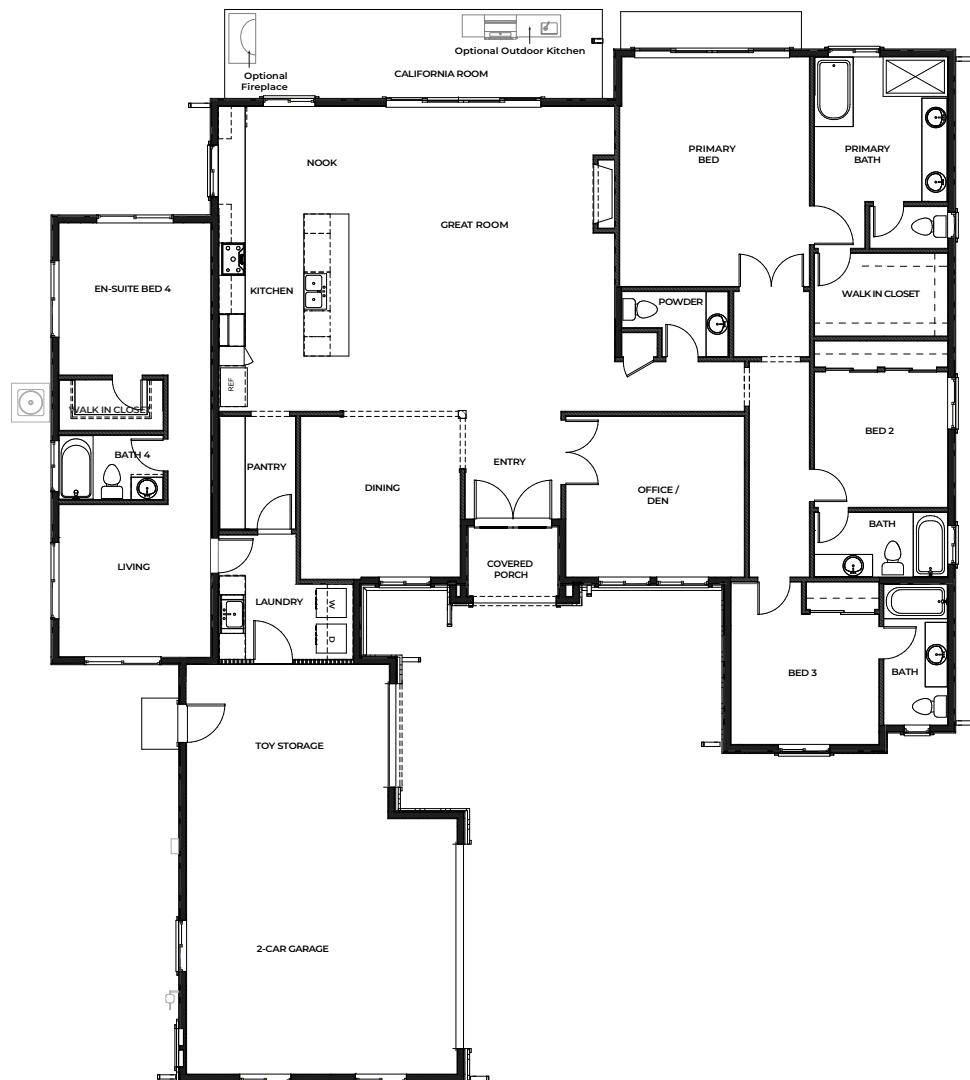 Optional Outdoor Kitchen
Optional
Fireplace
CALIFORNIA ROOM
NOOK
PRIMARY
BED
PRIMARY
BATH
GREAT ROOM
EN-SUITE BED 4
KITCHEN
POWDER
WALK IN CLOSET
REF
WALK IN CLOSET
BED 2
BATH 4
PANTRY
DINING
ENTRY
OFFICE /
DEN
BATH
LIVING
COVERED
PORCH
LAUNDRY
W
D
BED 3
BATH
TOY STORAGE
2-CAR GARAGE